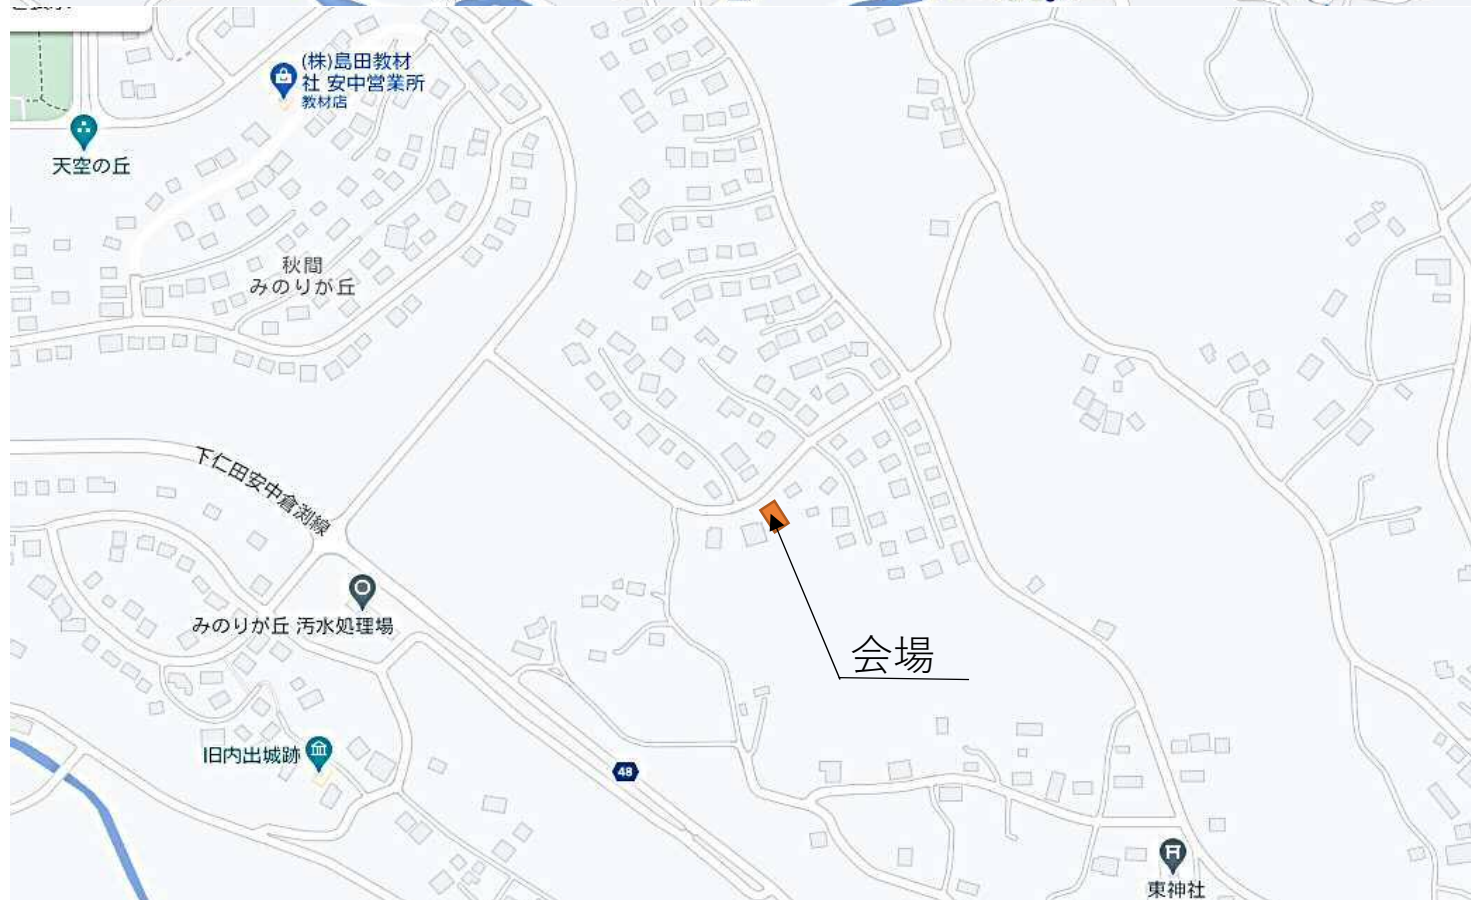 (株)島田教材
社 安中営業所
教材店
天空の丘
秋間
みのりが丘
下仁田安中倉渕線
みのりが丘 汚水処理場
会場
旧内出城跡
48
東神社